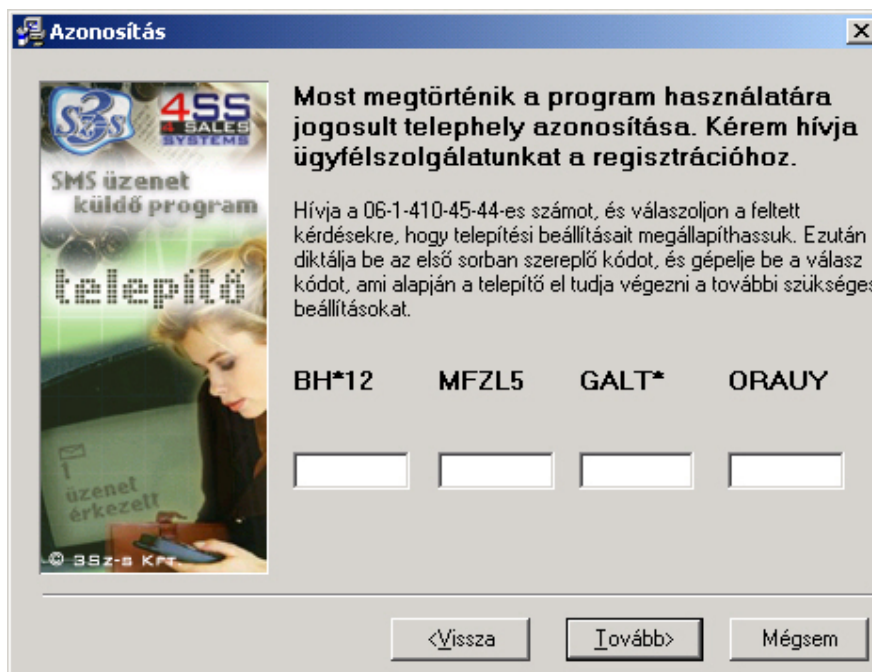 Azonosítás
3
Sz-s
4SS
4 SALES
SYSTEMS
SMS üzenet
küldő program
telepítő
1
üzenet
érkezett
© 3Sz-s Kft.
Most megtörténik a program használatára
jogosult telephely azonosítása. Kérem hívja
ügyfélszolgálatunkat a regisztrációhoz.
Hívja a 06-1-410-45-44-es számot, és válaszoljon a feltett
kérdésekre, hogy telepítési beállításait megállapíthassuk. Ezután
diktálja be az első sorban szereplő kódot, és gépelje be a válasz
kódot, ami alapján a telepítő el tudja végezni a további szükséges
beállításokat.
BH*12 MFZL5 GALT* ORAUY
<Vissza Tovább> Mégsem